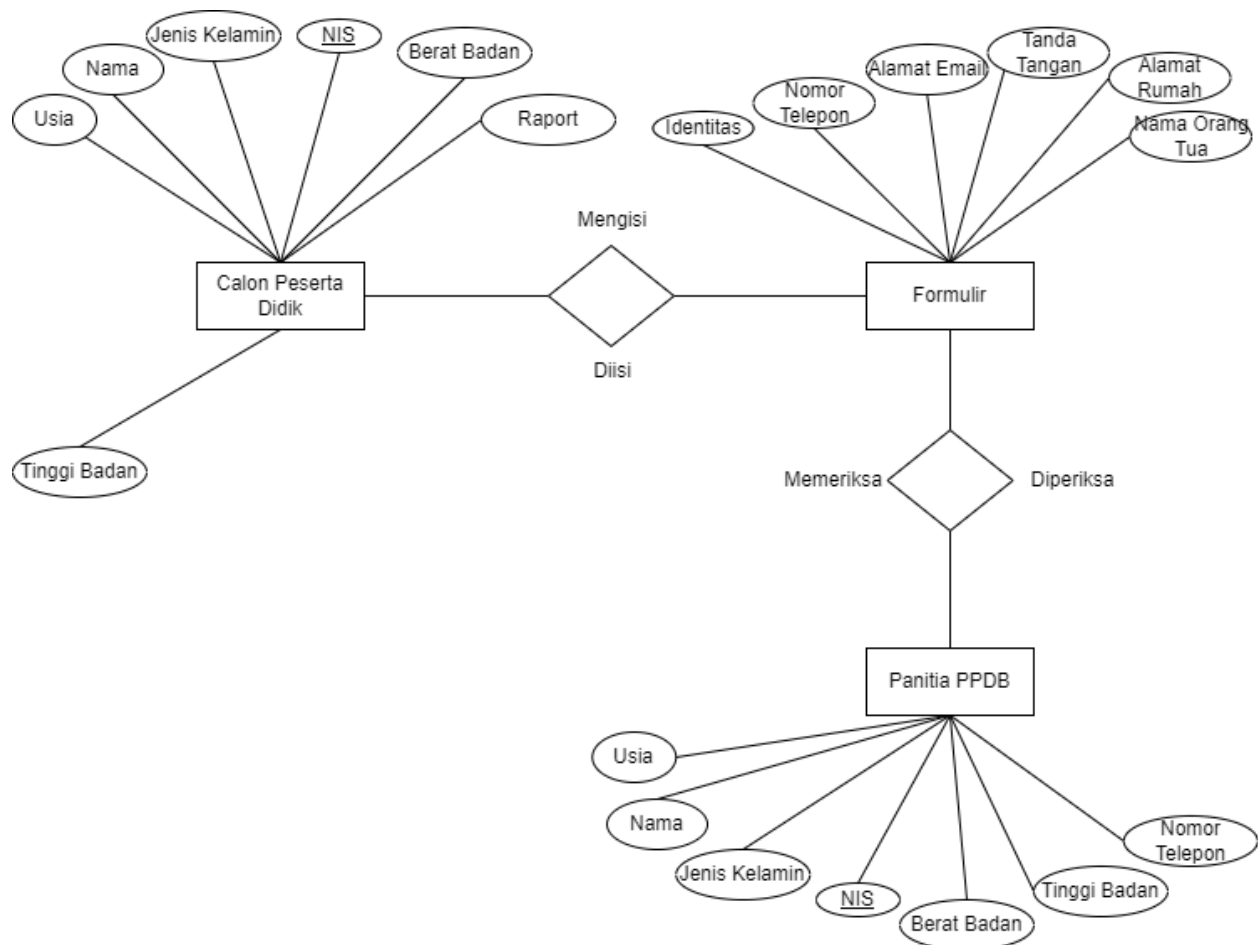 Jenis Kelamin
NIS
Berat Badan
Nama
Usia
Raport
Tanda
Tangan
Alamat Email
Alamat
Rumah
Nomor
Telepon
Identitas
Nama Orang
Tua
Mengisi
Calon Peserta
Didik
Formulir
Diisi
Tinggi Badan
Memeriksa
Diperiksa
Panitia PPDB
Usia
Nama
Jenis Kelamin
NIS
Berat Badan
Tinggi Badan
Nomor
Telepon